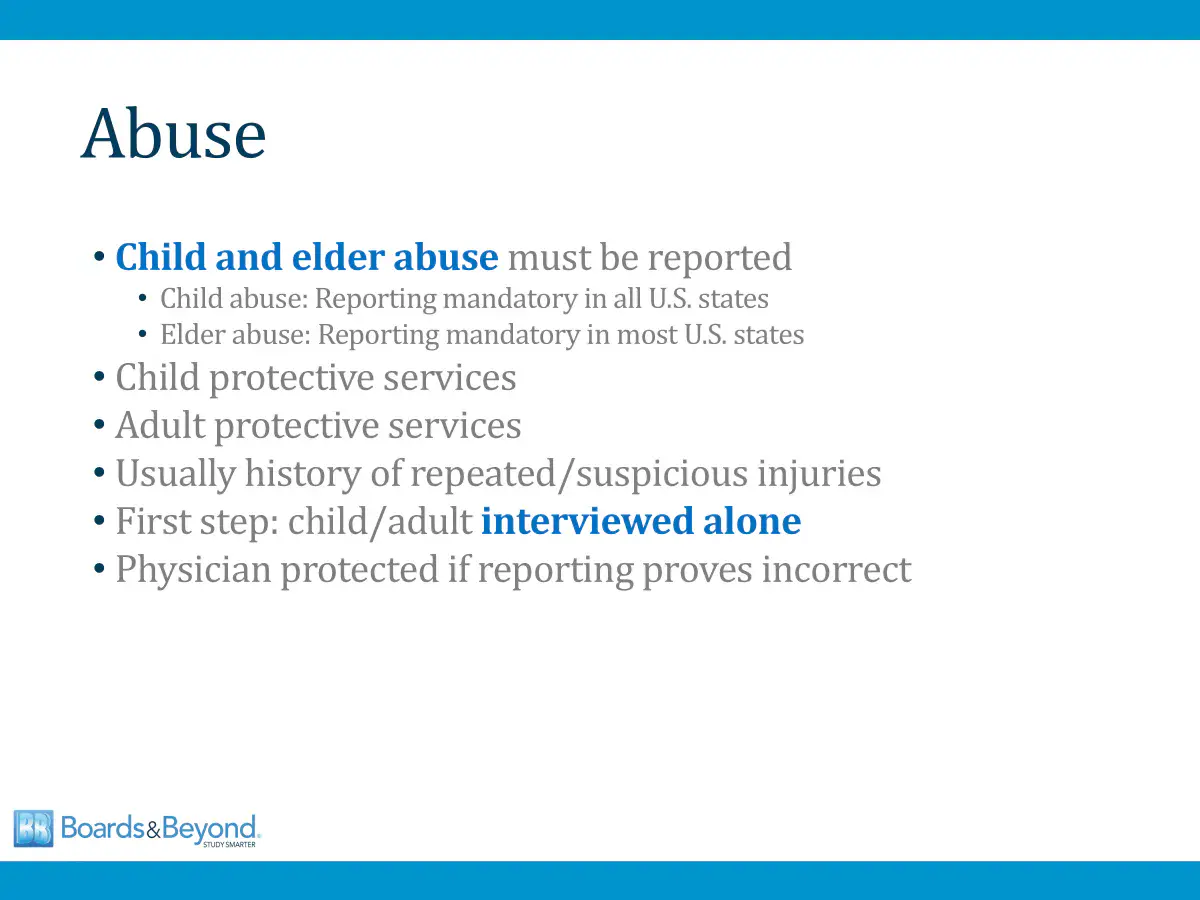 Abuse
• Child and elder abuse must be reported
• Child abuse: Reporting mandatory in all U.S. states
• Elder abuse: Reporting mandatory in most U.S. states
• Child protective services
• Adult protective services
• Usually history of repeated/suspicious injuries
• First step: child/adult interviewed alone
• Physician protected if reporting proves incorrect
BB Boards&Beyond®
STUDY SMARTER